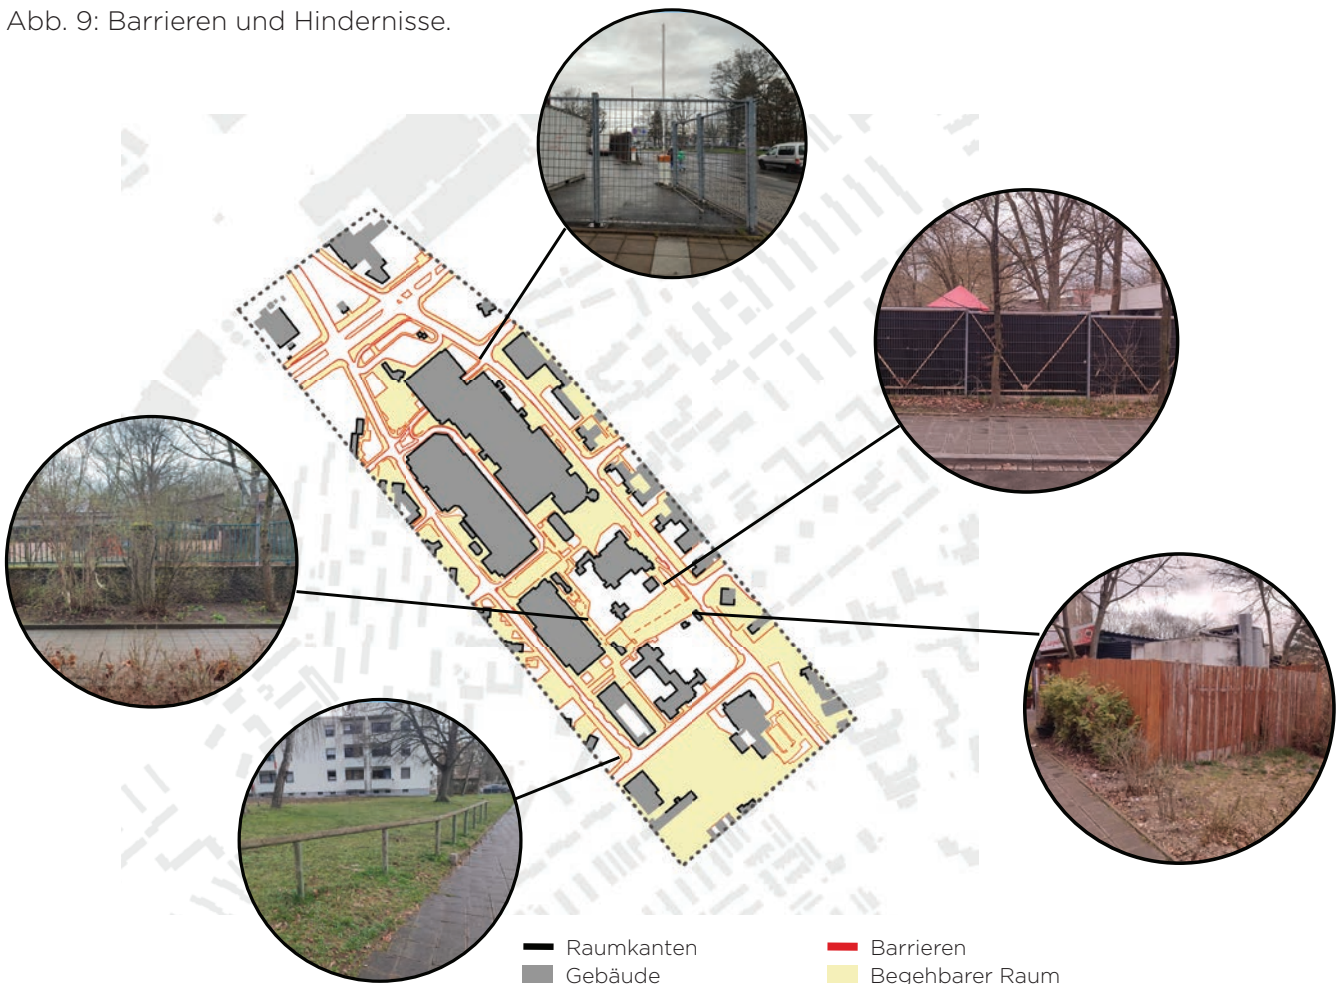 Abb. 9: Barrieren und Hindernisse.
Raumkanten
Barrieren
Gebäude
Begehbarer Raum